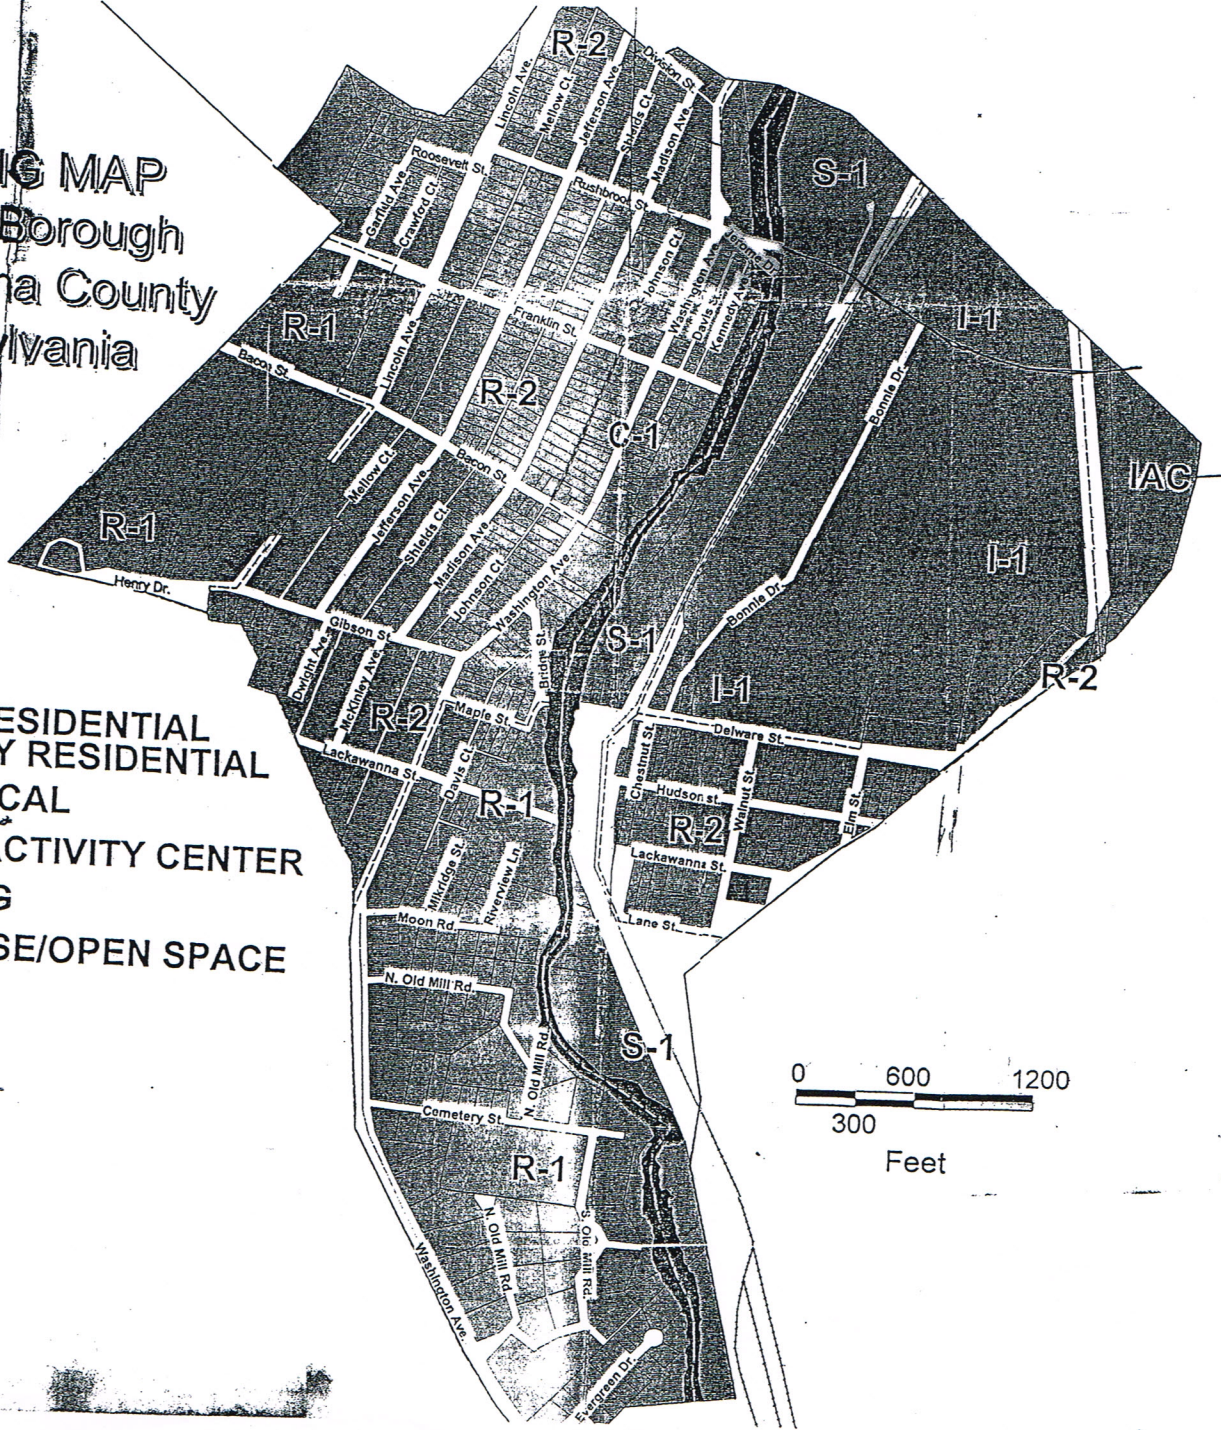 IG MAP
Borough
na County
lvania
ESIDENTIAL
Y RESIDENTIAL
CAL
ACTIVITY CENTER
G
SE/OPEN SPACE
R-2
Division St.
Lincoln Ave.
Mellow Ct.
Jefferson Ave.
Shields Ct.
Madison Ave.
S-1
Roosevelt St.
Rushbrook St.
Garfield Ave.
Crawford Ct.
Jerome Dr.
Johnson Ct.
Washington Ave.
Davis St.
Kennedy Ave.
R-1
Franklin St.
I-1
Bacon St.
Lincoln Ave.
R-2
Bonnie Dr.
C-1
Bacon St.
IAC
Mellow Ct.
Jefferson Ave.
Shields Ct.
Madison Ave.
Johnson Ct.
Washington Ave.
R-1
Henry Dr.
I-1
Bonnie Dr.
Gibson St.
Dwight Ave.
McKinley Ave.
Bridge St.
S-1
R-2
I-1
R-2
Maple St.
Delware St.
Lackawanna St.
Davis Ct.
Chestnut St.
Hudson st.
Walnut St.
Elm St.
R-1
R-2
Lackawanna St.
Mikridge St.
Riverview Ln.
Moon Rd
Lane St.
N. Old Mill Rd.
N. Old Mill Rd.
S-1
0 600 1200
300
Feet
Cemetery St.
R-1
N. Old Mill Rd
S. Old Mill Rd.
Washington Ave.
Evergreen Dr.